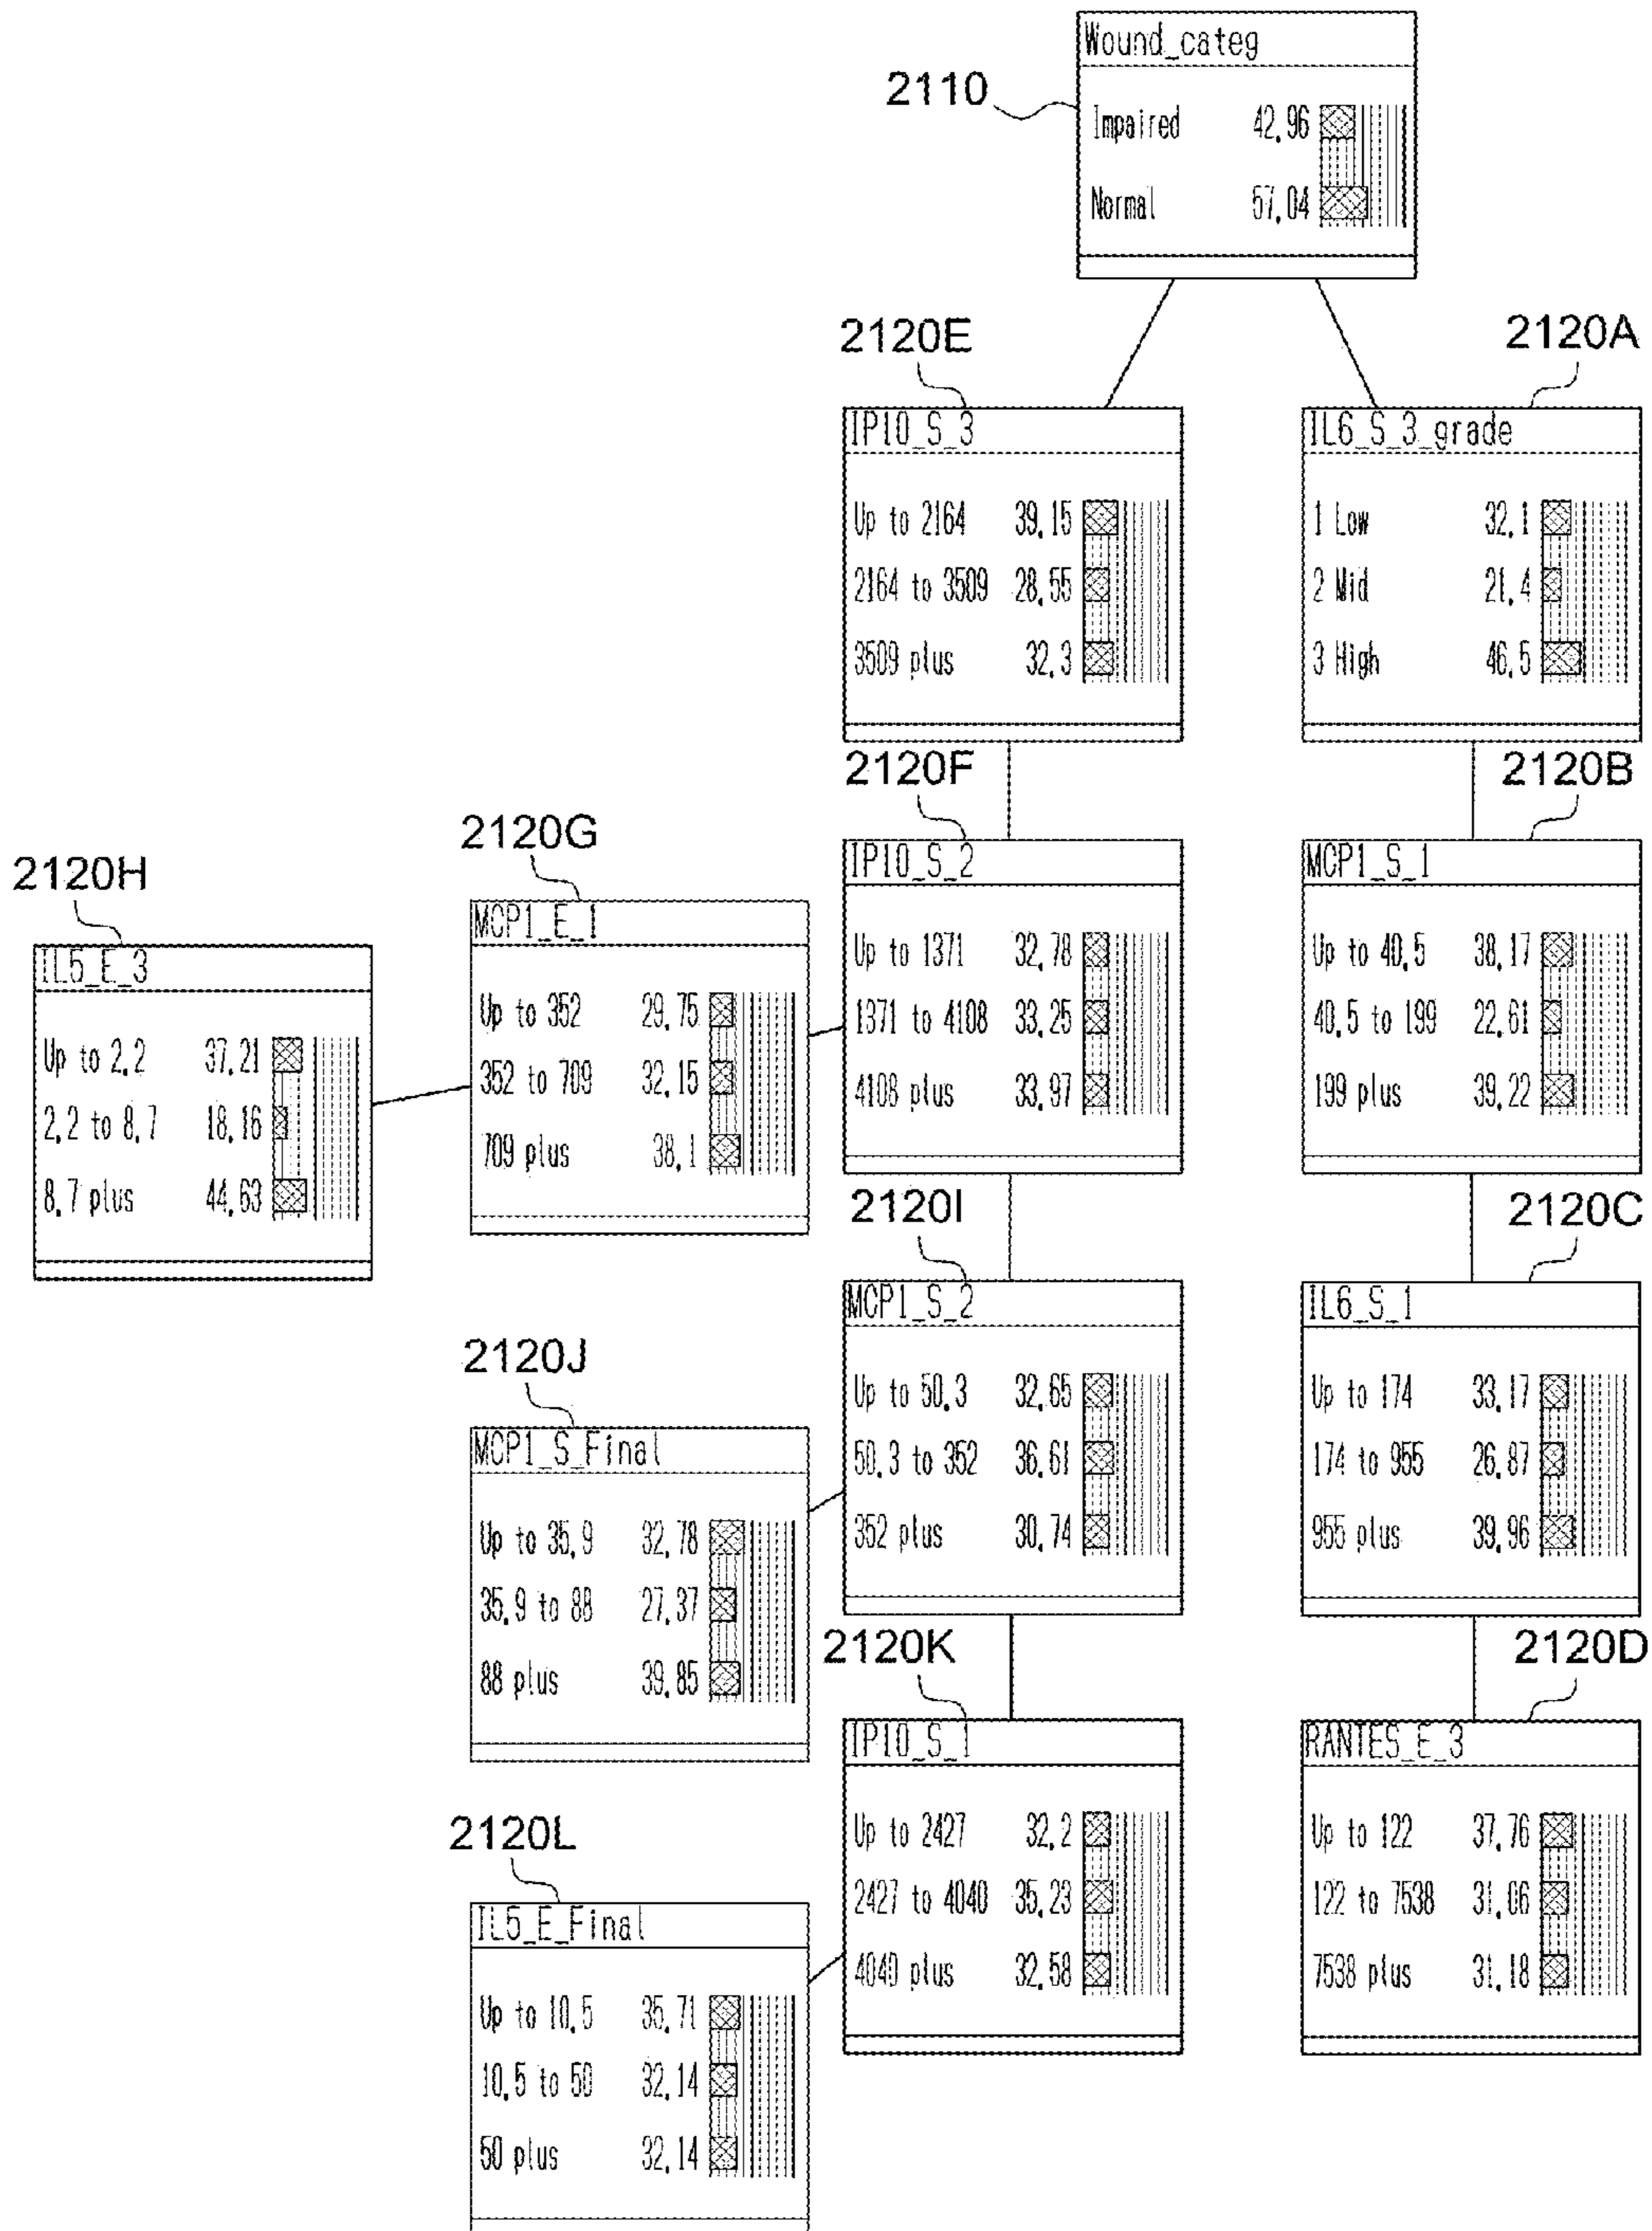 Wound_categ
2110
Impaired 42,96
Normal 57,04
2120E
IP10_S_3
Up to 2164 39,15
2164 to 3509 28,55
3509 plus 32,3
2120A
IL6_S_3_grade
1 Low 32,1
2 Mid 21,4
3 High 46,5
2120F
IP10_S_2
Up to 1371 32,78
1371 to 4108 33,25
4108 plus 33,97
2120B
MCP1_S_1
Up to 40,5 38,17
40,5 to 199 22,61
199 plus 39,22
2120G
MCP1_E_1
Up to 352 29,75
352 to 709 32,15
709 plus 38,1
2120H
IL5_E_3
Up to 2,2 37,21
2,2 to 8,7 18,16
8,7 plus 44,63
2120I
MCP1_S_2
Up to 50,3 32,65
50,3 to 352 36,61
352 plus 30,74
2120C
IL6_S_1
Up to 174 33,17
174 to 955 26,87
955 plus 39,96
2120J
MCP1_S_Final
Up to 35,9 32,78
35,9 to 88 27,37
88 plus 39,85
2120K
IP10_S_1
Up to 2427 32,2
2427 to 4040 35,23
4040 plus 32,58
2120D
RANTES_E_3
Up to 122 37,76
122 to 7538 31,06
7538 plus 31,18
2120L
IL5_E_Final
Up to 10,5 35,71
10,5 to 50 32,14
50 plus 32,14